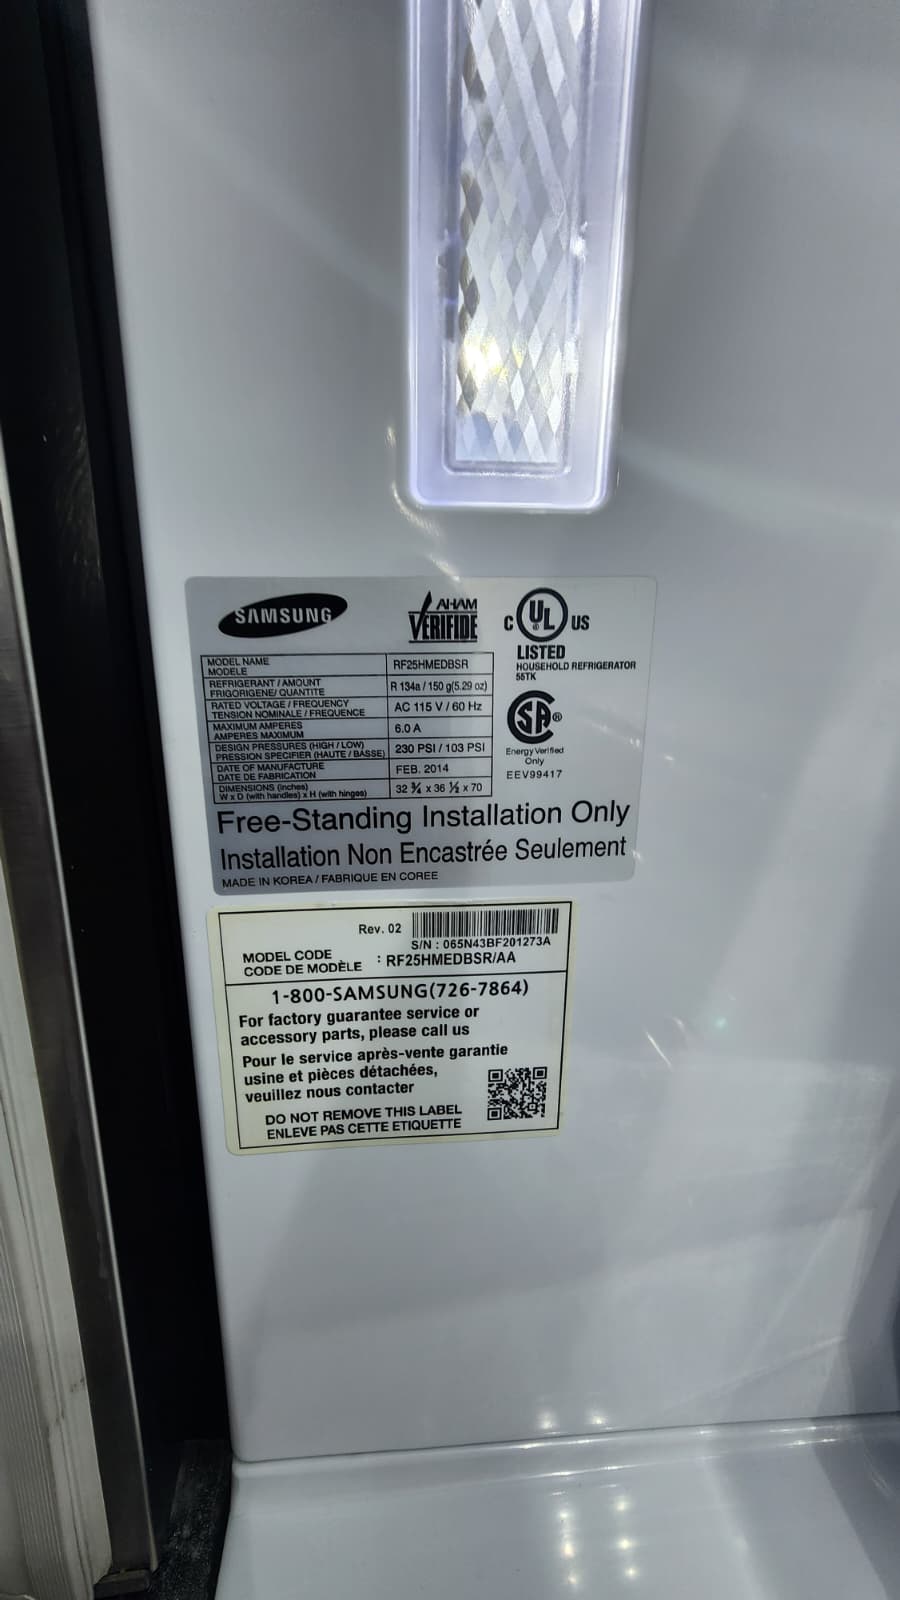 SAMSUNG
AHAM
VERIFIDE
C UL ® US
LISTED
HOUSEHOLD REFRIGERATOR
55TK
MODEL NAME
MODELE
RF25HMEDBSR
REFRIGERANT / AMOUNT
FRIGORIGENE/ QUANTITE
R 134a / 150 g(5.29 oz)
RATED VOLTAGE / FREQUENCY
TENSION NOMINALE / FREQUENCE
AC 115 V / 60 Hz
MAXIMUM AMPERES
AMPERES MAXIMUM
6.0 A
DESIGN PRESSURES (HIGH / LOW)
PRESSION SPECIFIER (HAUTE / BASSE)
230 PSI / 103 PSI
DATE OF MANUFACTURE
DATE DE FABRICATION
FEB. 2014
DIMENSIONS (inches)
W x D (with handles) x H (with hinges)
32 ¾ x 36 ½ x 70
SA ®
Energy Verified
Only
EEV99417
Free-Standing Installation Only
Installation Non Encastrée Seulement
MADE IN KOREA / FABRIQUE EN COREE
Rev. 02
S/N : 065N43BF201273A
MODEL CODE
CODE DE MODÈLE : RF25HMEDBSR/AA
1-800-SAMSUNG(726-7864)
For factory guarantee service or
accessory parts, please call us
Pour le service après-vente garantie
usine et pièces détachées,
veuillez nous contacter
DO NOT REMOVE THIS LABEL
ENLEVE PAS CETTE ETIQUETTE